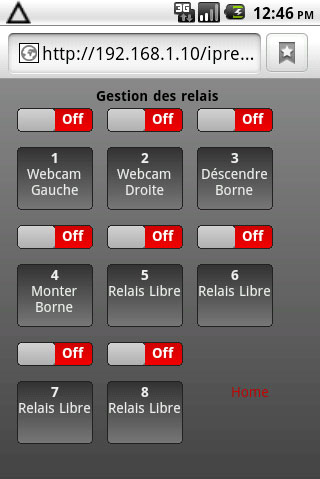 3G
12:46 PM
http://192.168.1.10/ipre...
Gestion des relais
Off Off Off
1 2 3
Webcam Webcam Déscendre
Gauche Droite Borne
Off Off Off
4 5 6
Monter Relais Libre Relais Libre
Borne
Off Off
7 8 Home
Relais Libre Relais Libre